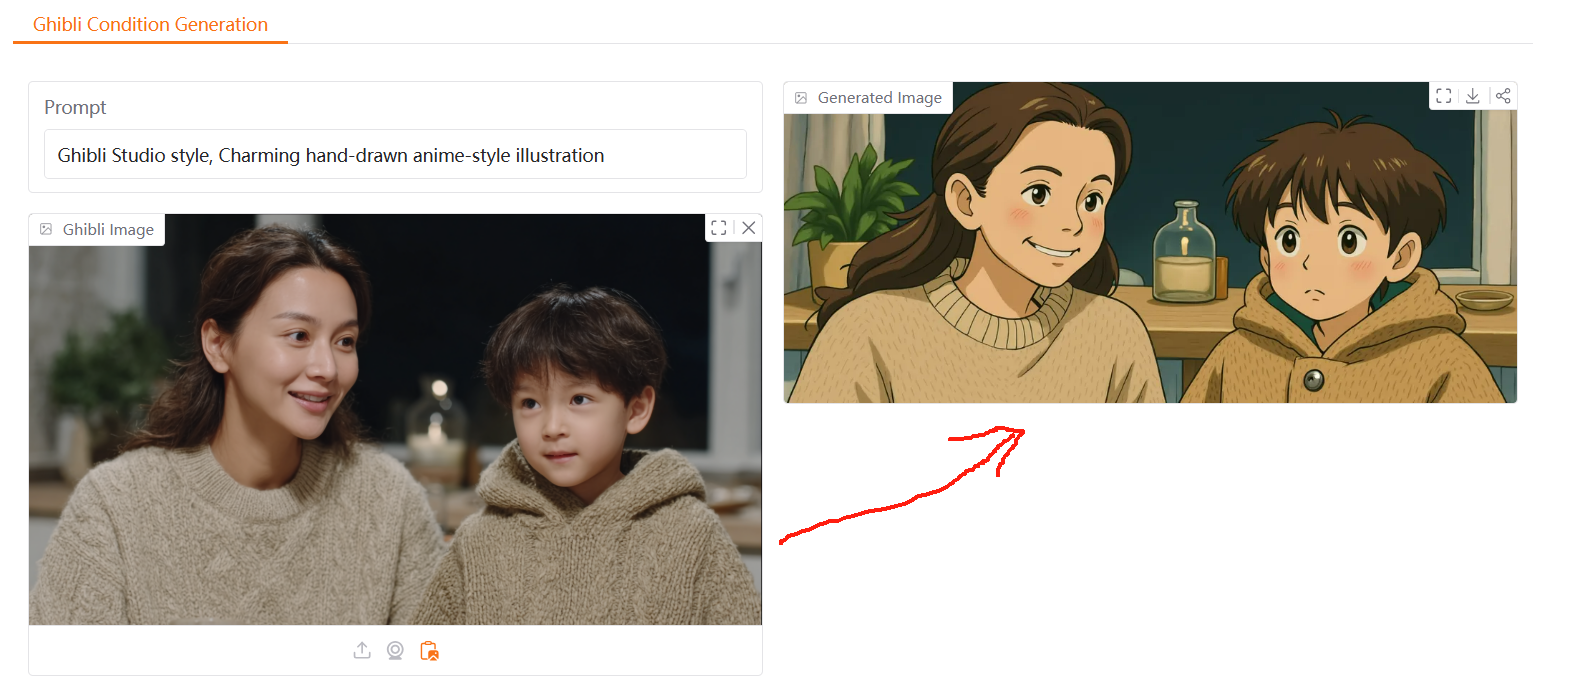 Ghibli Condition Generation
Prompt
Ghibli Studio style, Charming hand-drawn anime-style illustration
Ghibli Image
Generated Image